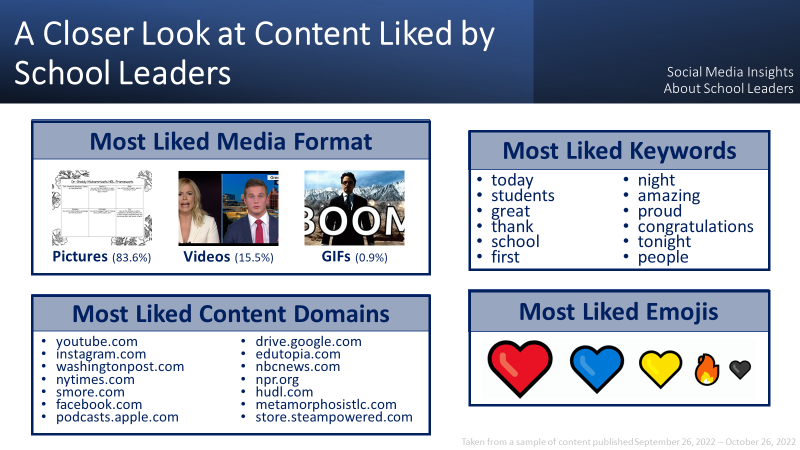 A Closer Look at Content Liked by
School Leaders
Social Media Insights
About School Leaders
Most Liked Media Format
BOOM
Pictures (83.6%)
Videos (15.5%)
GIFs (0.9%)
Most Liked Keywords
• today
• students
• great
• thank
• school
• first
• night
• amazing
• proud
• congratulations
• tonight
• people
Most Liked Content Domains
• youtube.com
• instagram.com
• washingtonpost.com
• nytimes.com
• smore.com
• facebook.com
• podcasts.apple.com
• drive.google.com
• edutopia.com
• nbcnews.com
• npr.org
• hudl.com
• metamorphosistlc.com
• store.steampowered.com
Most Liked Emojis
Taken from a sample of content published September 26, 2022 – October 26, 2022